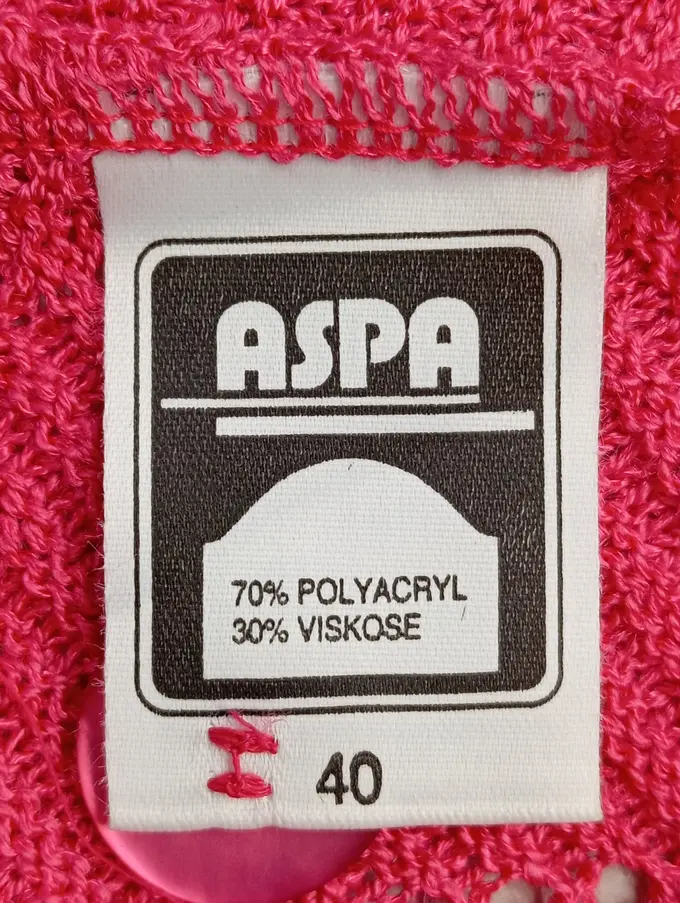 ASPA
70% POLYACRYL
30% VISKOSE
40